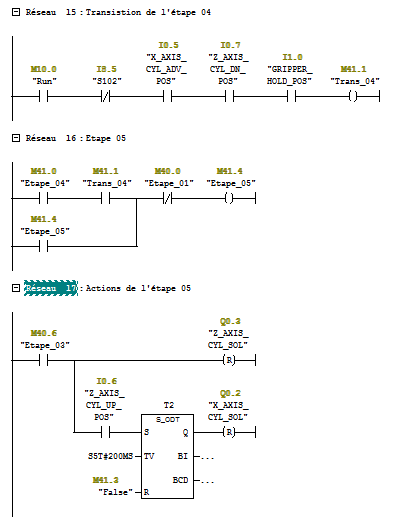 Réseau 15 : Transistion de l'étape 04
I0.5 I0.7 I1.0
M10.0 I8.5 "X_AXIS_ "Z_AXIS_ "GRIPPER_ M41.1
"Run" "S102" CYL_ADV_ CYL_DN_ HOLD_POS" "Trans_04"
POS" POS"
Réseau 16 : Etape 05
M41.0 M41.1 M40.0 M41.4
"Etape_04" "Trans_04" "Etape_01" "Etape_05"
M41.4
"Etape_05"
Réseau 17 : Actions de l'étape 05
Q0.3
M40.6 "Z_AXIS_
"Etape_03" CYL_SOL"
(R)
I0.6 Q0.2
"Z_AXIS_ "X_AXIS_
CYL_UP_ T2 CYL_SOL"
POS" S_ODT
S Q (R)
S5T#200MS TV BI ...
M41.3 BCD ...
"False" R